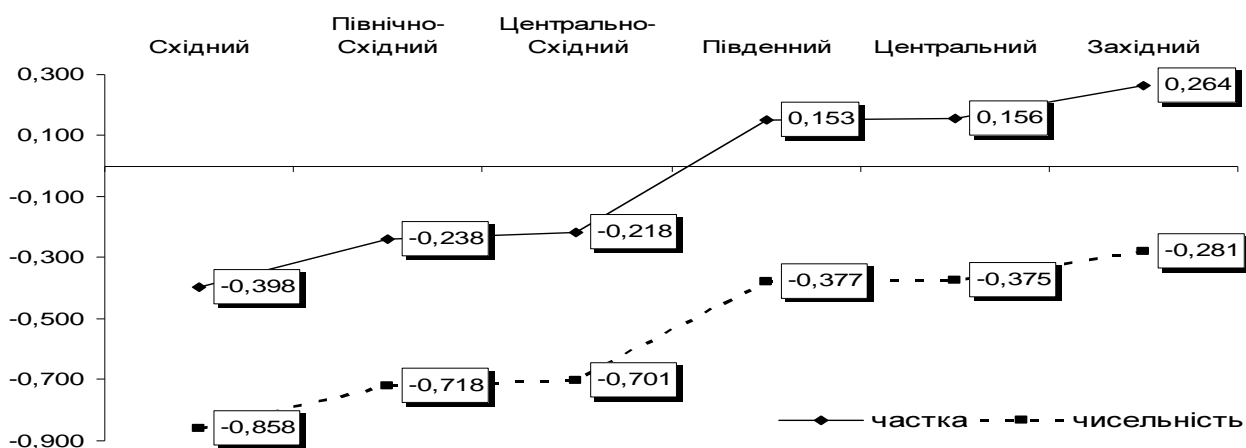 Східний
Північно-
Східний
Центрально-
Східний
Південний
Центральний
Західний
0,300
0,100
-0,100
-0,300
-0,500
-0,700
-0,900
0,264
0,153
0,156
-0,238
-0,218
-0,398
-0,281
-0,377
-0,375
-0,718
-0,701
-0,858
частка
чисельність